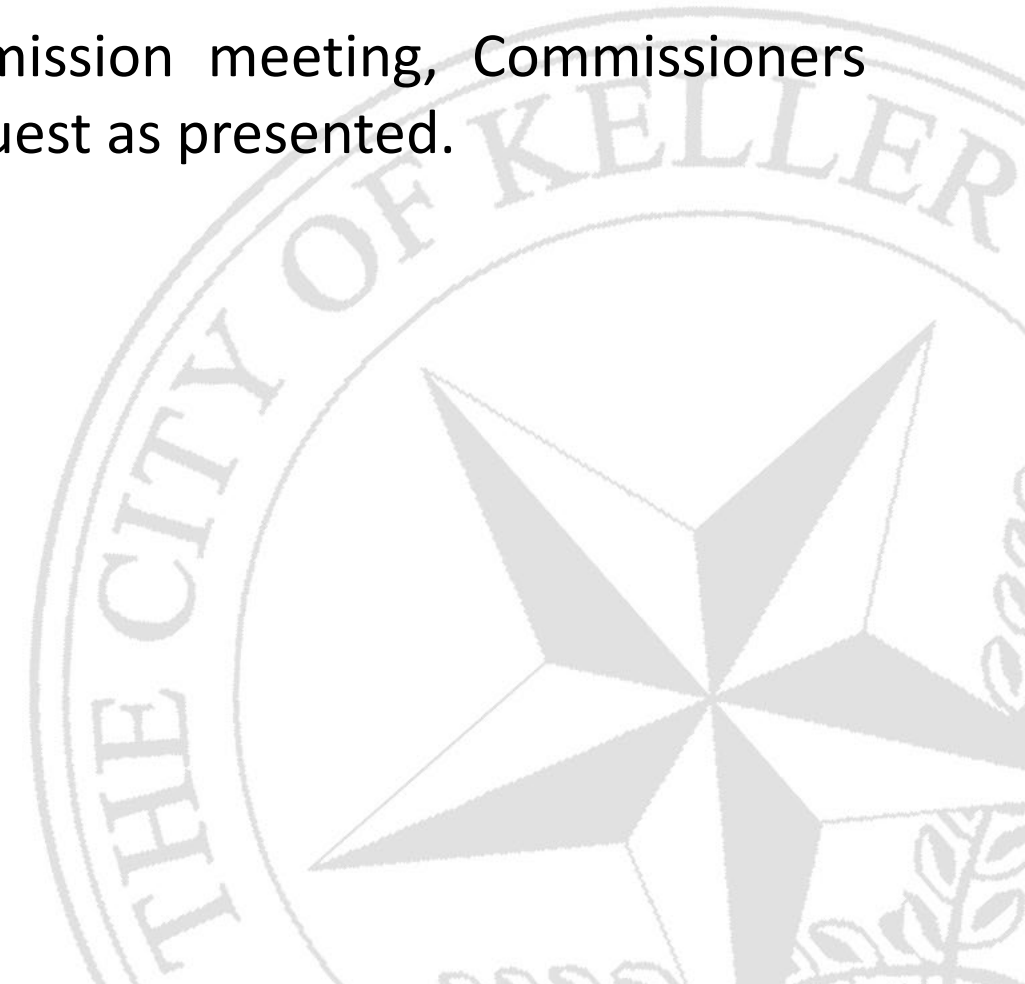 mission meeting, Commissioners
uest as presented.
THE CITY OF KELLER